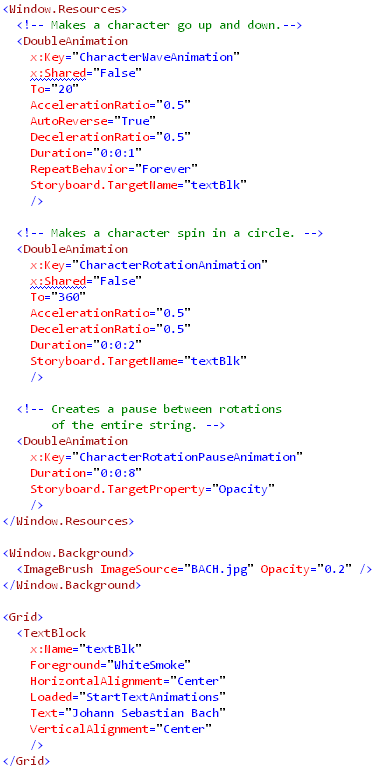 <Window.Resources>
  <!-- Makes a character go up and down.-->
  <DoubleAnimation
    x:Key="CharacterWaveAnimation"
    x:Shared="False"
    To="20"
    AccelerationRatio="0.5"
    AutoReverse="True"
    DecelerationRatio="0.5"
    Duration="0:0:1"
    RepeatBehavior="Forever"
    Storyboard.TargetName="textBlk"
    />

  <!-- Makes a character spin in a circle. -->
  <DoubleAnimation
    x:Key="CharacterRotationAnimation"
    x:Shared="False"
    To="360"
    AccelerationRatio="0.5"
    DecelerationRatio="0.5"
    Duration="0:0:2"
    Storyboard.TargetName="textBlk"
    />

  <!-- Creates a pause between rotations
       of the entire string. -->
  <DoubleAnimation
    x:Key="CharacterRotationPauseAnimation"
    Duration="0:0:8"
    Storyboard.TargetProperty="Opacity"
    />
</Window.Resources>

<Window.Background>
  <ImageBrush ImageSource="BACH.jpg" Opacity="0.2" />
</Window.Background>

<Grid>
  <TextBlock
    x:Name="textBlk"
    Foreground="WhiteSmoke"
    HorizontalAlignment="Center"
    Loaded="StartTextAnimations"
    Text="Johann Sebastian Bach"
    VerticalAlignment="Center"
    />
</Grid>